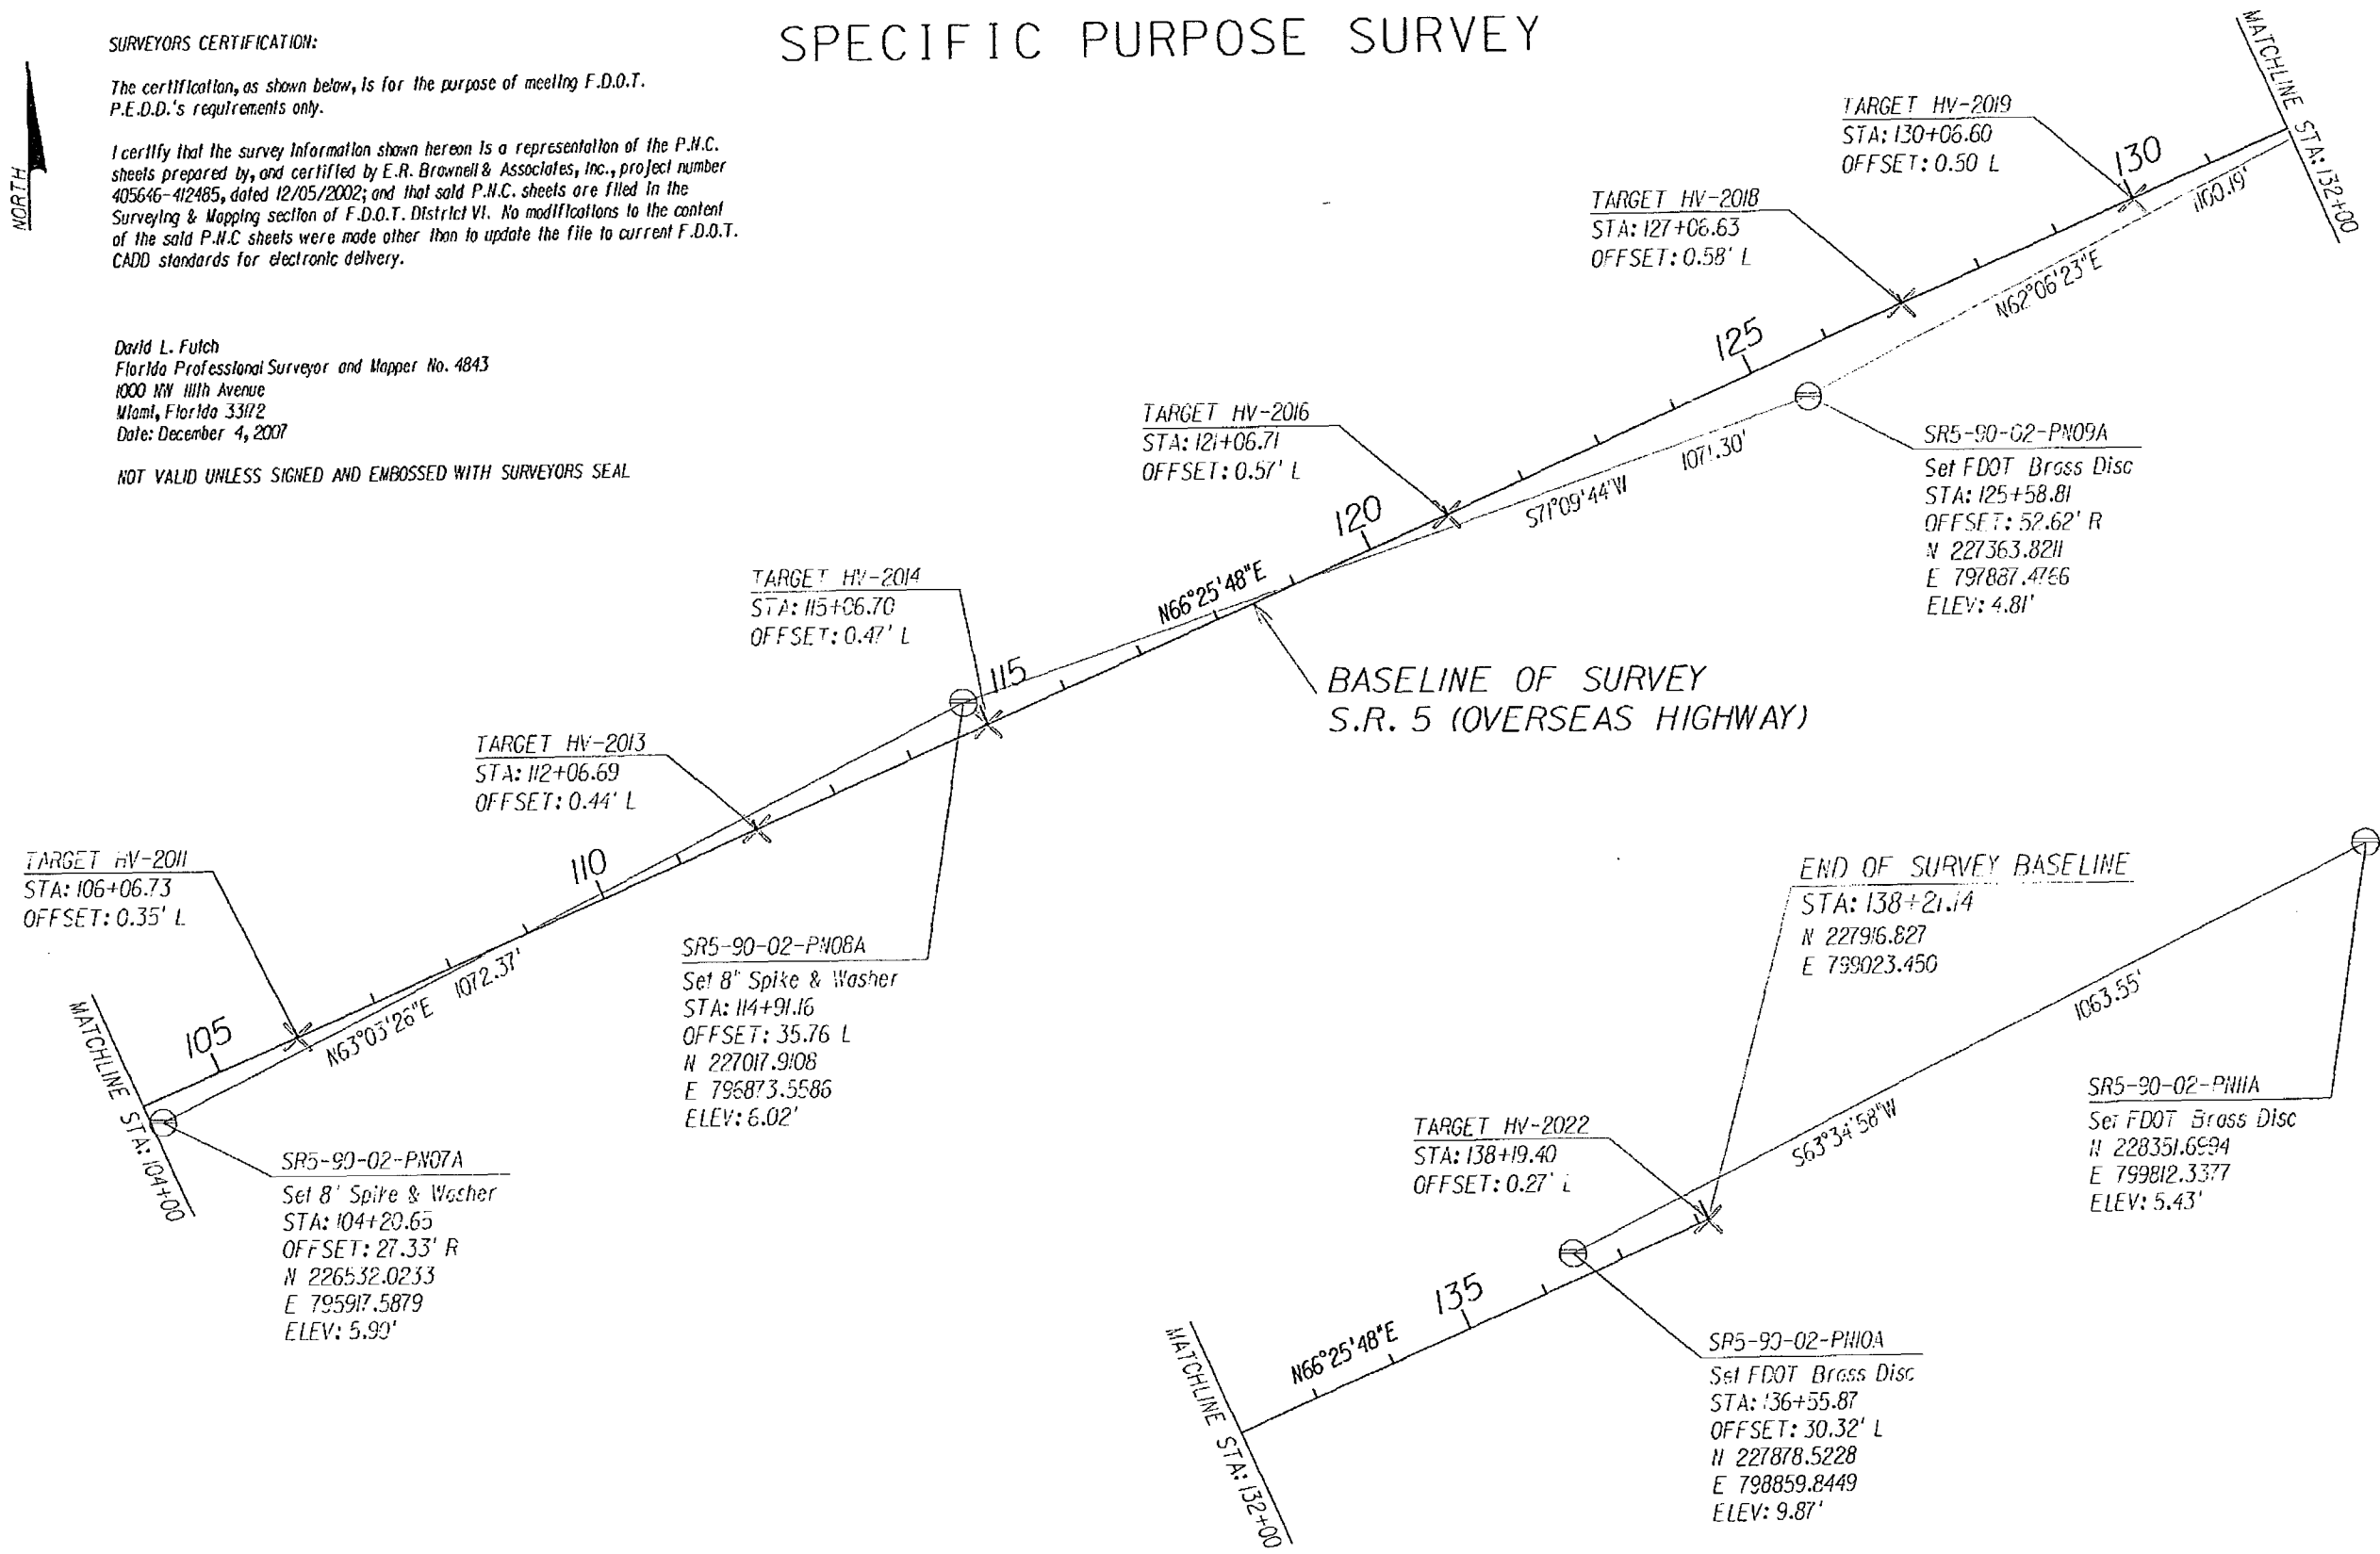 SPECIFIC PURPOSE SURVEY
SURVEYORS CERTIFICATION:
The certification, as shown below, is for the purpose of meeting F.D.O.T.
P.E.D.D.'s requirements only.
I certify that the survey information shown hereon is a representation of the P.N.C.
sheets prepared by, and certified by E.R. Brownell & Associates, Inc., project number
405646-412485, dated 12/05/2002; and that said P.N.C. sheets are filed in the
Surveying & Mapping section of F.D.O.T. District VI. No modifications to the content
of the said P.N.C sheets were made other than to update the file to current F.D.O.T.
CADD standards for electronic delivery.
David L. Fulch
Florida Professional Surveyor and Mapper No. 4843
1000 NW 111th Avenue
Miami, Florida 33172
Date: December 4, 2007
NOT VALID UNLESS SIGNED AND EMBOSSED WITH SURVEYORS SEAL
NORTH
MATCHLINE STA: 132+00
TARGET HV-2019
STA: 130+06.60
OFFSET: 0.50 L
130
1100.19'
N62°06'23"E
TARGET HV-2018
STA: 127+06.63
OFFSET: 0.58' L
125
TARGET HV-2016
STA: 121+06.71
OFFSET: 0.57' L
120
1071.30'
S71°09'44"W
SR5-90-02-PN09A
Set FDOT Brass Disc
STA: 125+58.81
OFFSET: 52.62' R
N 227363.8211
E 797887.4766
ELEV: 4.81'
TARGET HV-2014
STA: 115+06.70
OFFSET: 0.47' L
N66°25'48"E
115
BASELINE OF SURVEY
S.R. 5 (OVERSEAS HIGHWAY)
TARGET HV-2013
STA: 112+06.69
OFFSET: 0.44' L
110
TARGET HV-2011
STA: 106+06.73
OFFSET: 0.35' L
SR5-90-02-PN08A
Set 8" Spike & Washer
STA: 114+91.16
OFFSET: 35.76 L
N 227017.9108
E 796873.5586
ELEV: 6.02'
1072.37'
N63°03'26"E
105
MATCHLINE STA: 104+00
SR5-90-02-PN07A
Set 8' Spike & Washer
STA: 104+20.65
OFFSET: 27.33' R
N 226532.0233
E 795917.5879
ELEV: 5.90'
END OF SURVEY BASELINE
STA: 138+21.14
N 227916.827
E 799023.450
1063.55'
S63°34'58"W
SR5-90-02-PN11A
Set FDOT Brass Disc
N 228351.6994
E 799812.3377
ELEV: 5.43'
TARGET HV-2022
STA: 138+19.40
OFFSET: 0.27' L
135
N66°25'48"E
MATCHLINE STA: 132+00
SR5-90-02-PN10A
Set FDOT Brass Disc
STA: 136+55.87
OFFSET: 30.32' L
N 227878.5228
E 798859.8449
ELEV: 9.87'